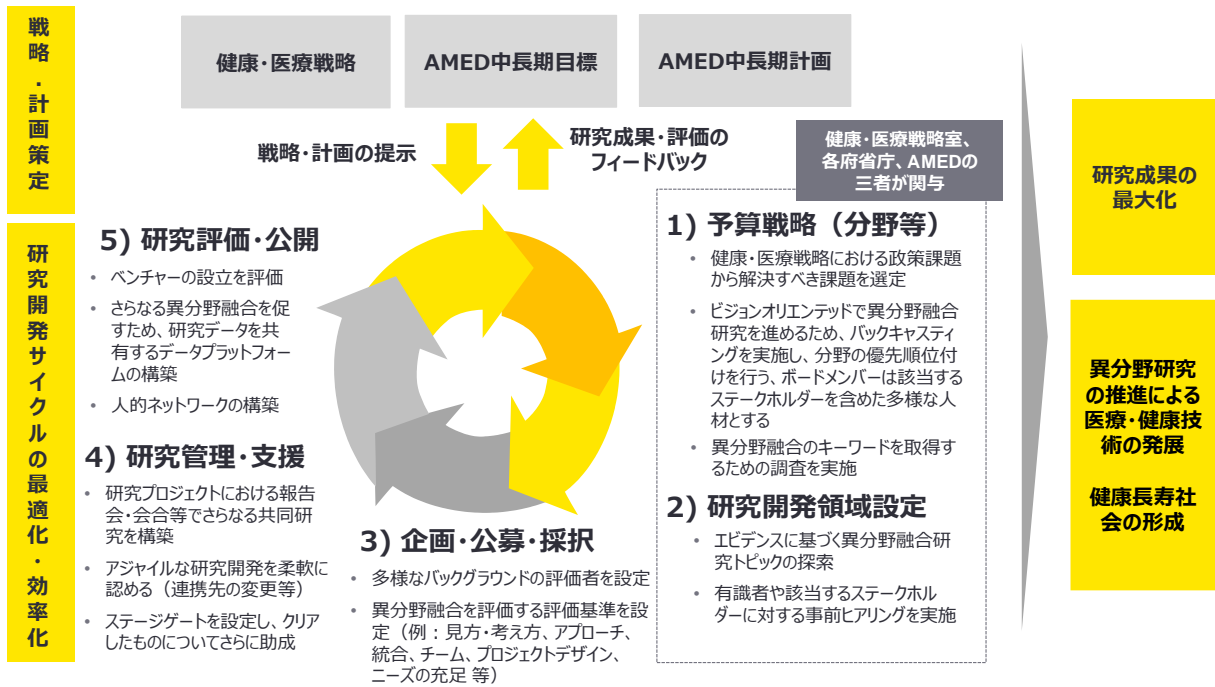 戦略・計画策定
健康・医療戦略
AMED中長期目標
AMED中長期計画
戦略・計画の提示
研究成果・評価の
フィードバック
健康・医療戦略室、
各府省庁、AMEDの
三者が関与
研究開発サイクルの最適化・効率化
1) 予算戦略（分野等）
• 健康・医療戦略における政策課題
から解決すべき課題を選定
• ビジョンオリエンテッドで異分野融合
研究を進めるため、バックキャスティ
ングを実施し、分野の優先順位付
けを行う、ボードメンバーは該当する
ステークホルダーを含めた多様な人
材とする
• 異分野融合のキーワードを取得す
るための調査を実施
2) 研究開発領域設定
• エビデンスに基づく異分野融合研
究トピックの探索
• 有識者や該当するステークホル
ダーに対する事前ヒアリングを実施
3) 企画・公募・採択
• 多様なバックグラウンドの評価者を設定
• 異分野融合を評価する評価基準を設
定（例：見方・考え方、アプローチ、
統合、チーム、プロジェクトデザイン、
ニーズの充足 等）
4) 研究管理・支援
• 研究プロジェクトにおける報告
会・会合等でさらなる共同研
究を構築
• アジャイルな研究開発を柔軟に
認める（連携先の変更等）
• ステージゲートを設定し、クリア
したものについてさらに助成
5) 研究評価・公開
• ベンチャーの設立を評価
• さらなる異分野融合を促
すため、研究データを共
有するデータプラットフォー
ムの構築
• 人的ネットワークの構築
研究成果の
最大化
異分野研究
の推進による
医療・健康技
術の発展
健康長寿社
会の形成